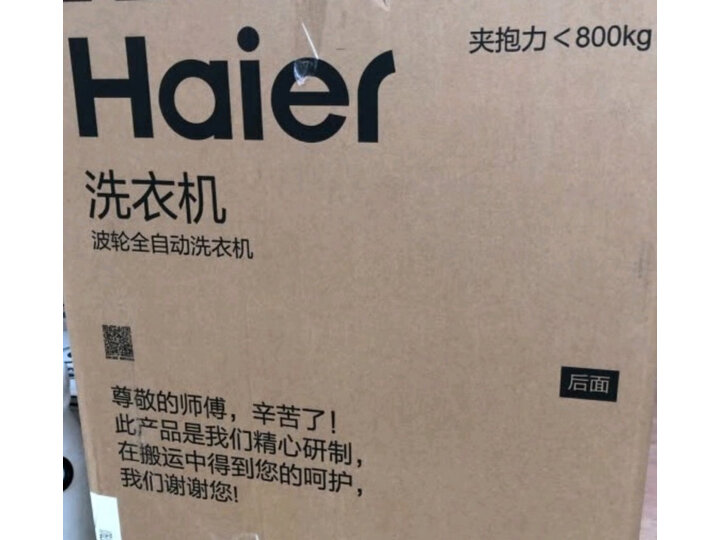 Haier
夹抱力<800kg
洗衣机
波轮全自动洗衣机
后面
尊敬的师傅，辛苦了！
此产品是我们精心研制，
在搬运中得到您的呵护，
我们谢谢您!